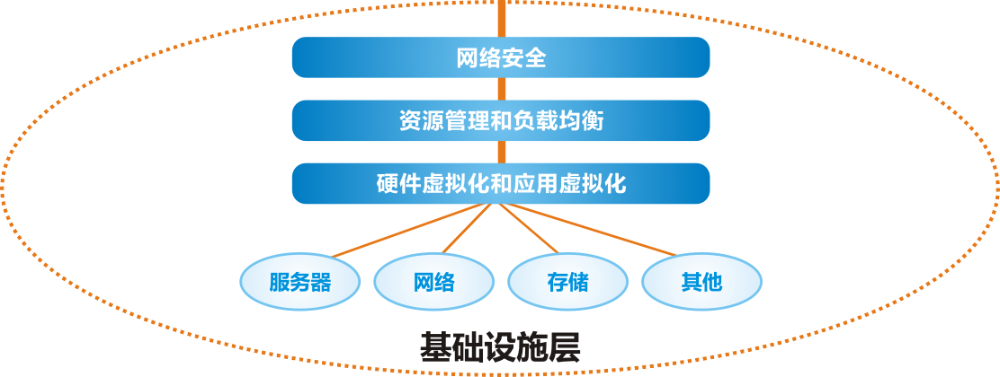 网络安全
资源管理和负载均衡
硬件虚拟化和应用虚拟化
服务器 网络 存储 其他
基础设施层